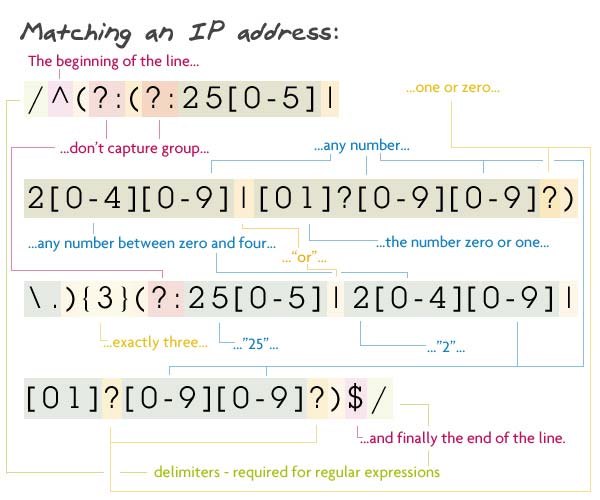 Matching an IP address:
The beginning of the line...
...one or zero...
/^(?:(?:25[0-5]|
...don't capture group...
...any number...
2[0-4][0-9]|[01]?[0-9][0-9]?)
...any number between zero and four...
...the number zero or one...
..."or"...
\.){3}(?:25[0-5]|2[0-4][0-9]|
...exactly three...
..."25"...
..."2"...
[01]?[0-9][0-9]?)$/
...and finally the end of the line.
delimiters - required for regular expressions